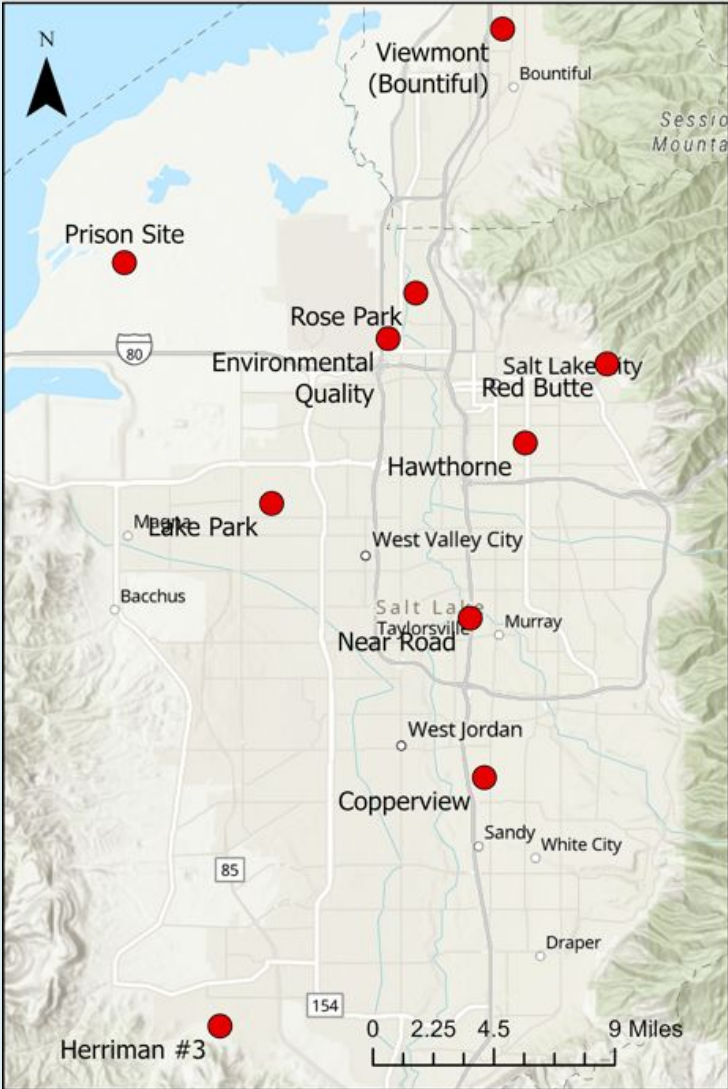 N
Viewmont
(Bountiful)
Bountiful
Sessio
Mounta
Prison Site
Rose Park
80
Environmental
Quality
Salt Lake City
Red Butte
Hawthorne
Magna
Lake Park
West Valley City
Bacchus
Salt Lake
Taylorsville
Murray
Near Road
West Jordan
Copperview
Sandy
White City
85
Draper
154
0 2.25 4.5 9 Miles
Herriman #3